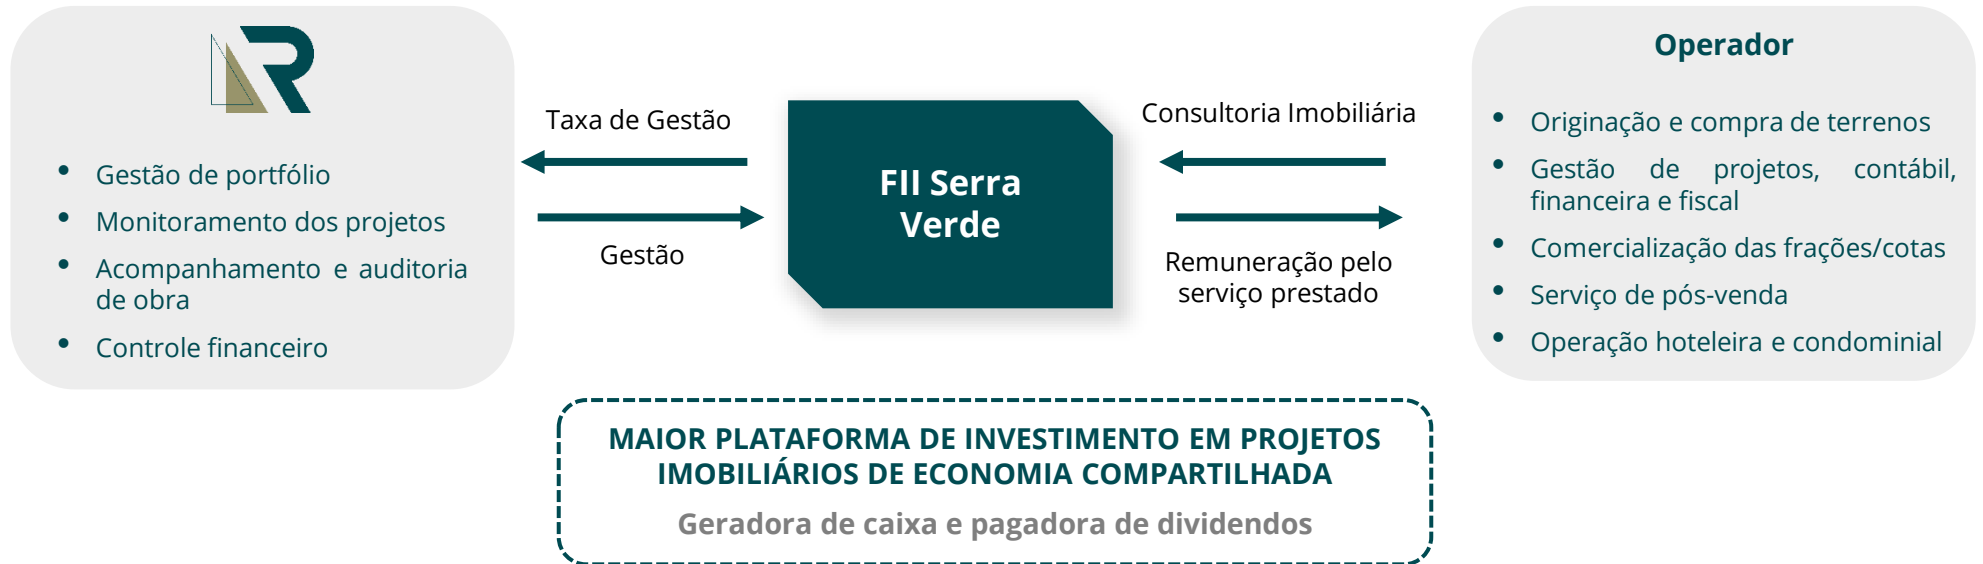 R
• Gestão de portfólio
• Monitoramento dos projetos
• Acompanhamento e auditoria
de obra
• Controle financeiro
Taxa de Gestão
Gestão
FII Serra
Verde
Consultoria Imobiliária
Remuneração pelo
serviço prestado
Operador
• Originação e compra de terrenos
• Gestão de projetos, contábil,
financeira e fiscal
• Comercialização das frações/cotas
• Serviço de pós-venda
• Operação hoteleira e condominial
MAIOR PLATAFORMA DE INVESTIMENTO EM PROJETOS
IMOBILIÁRIOS DE ECONOMIA COMPARTILHADA
Geradora de caixa e pagadora de dividendos